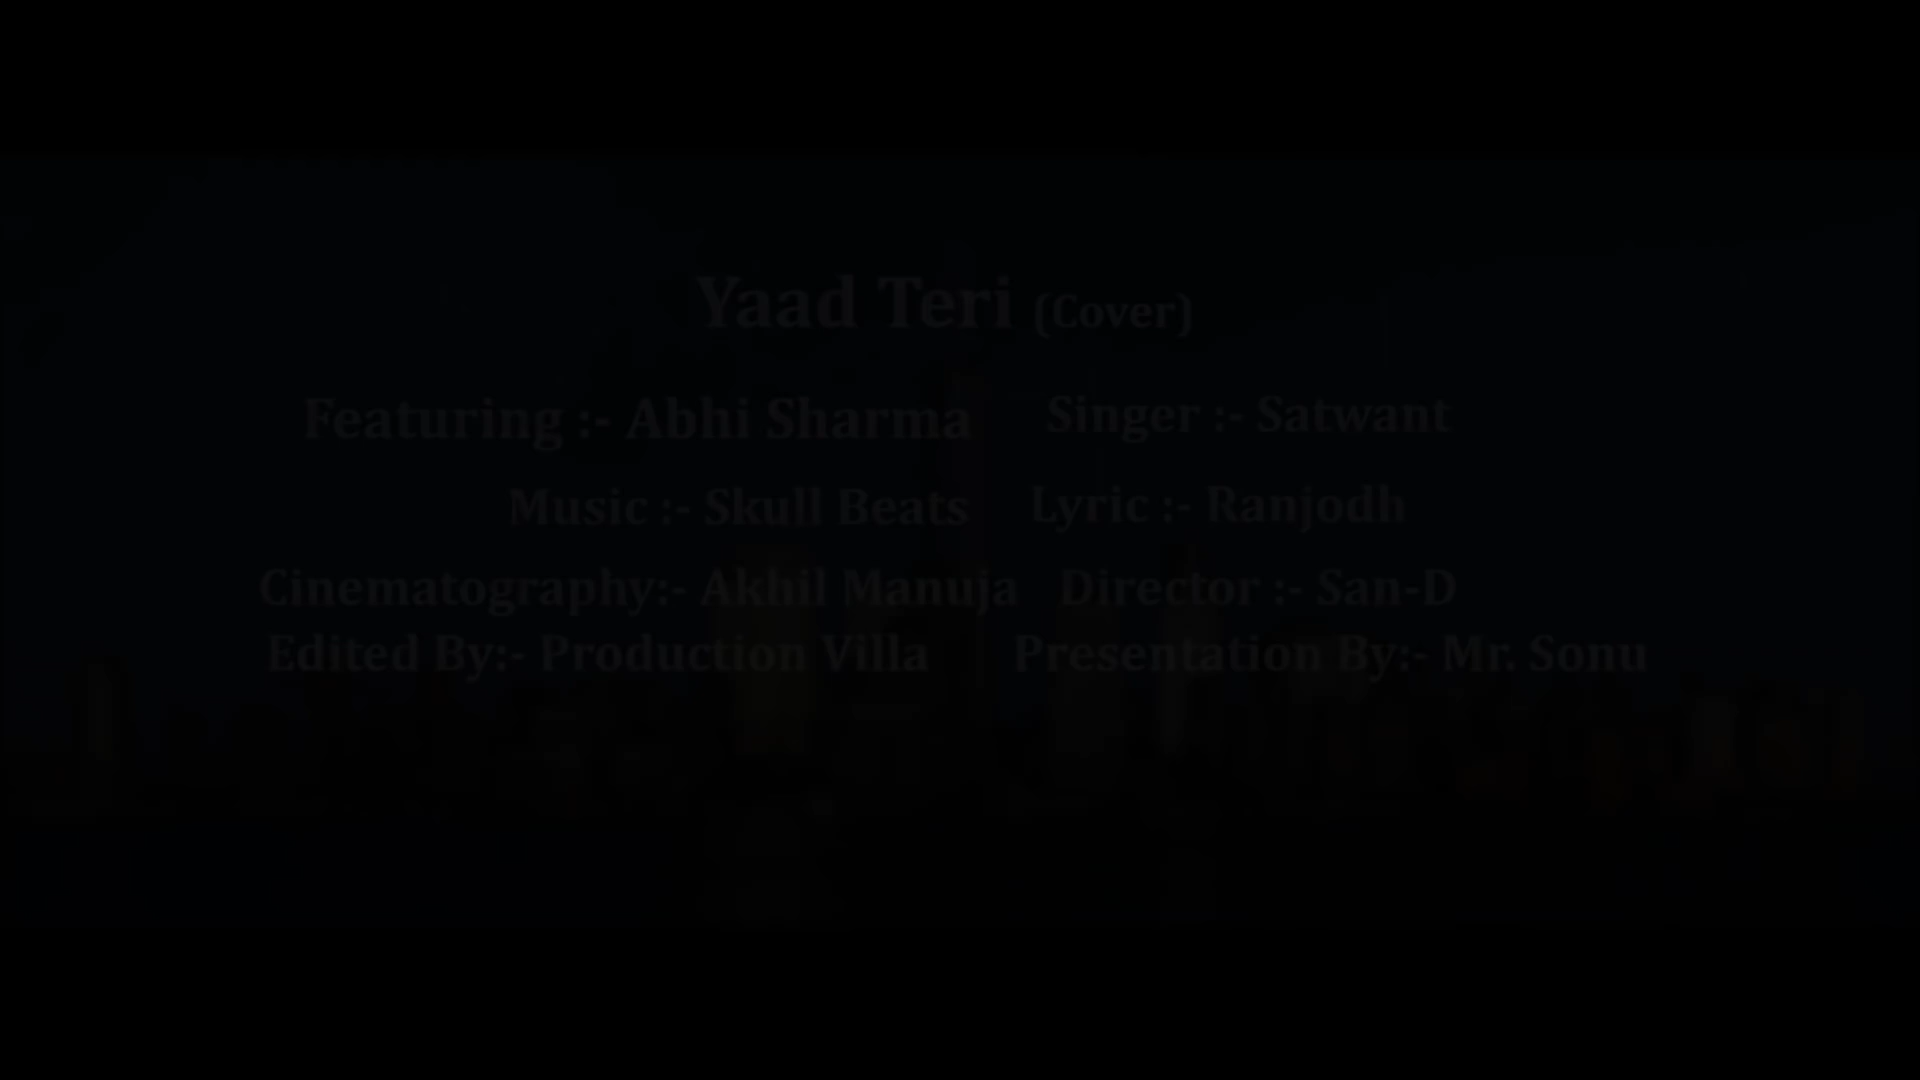 Yaad Teri (Cover)
Featuring :- Abhi Sharma Singer :- Satwant
Music :- Skull Beats Lyric :- Ranjodh
Cinematography:- Akhil Manuja Director :- San-D
Edited By:- Production Villa Presentation By:- Mr. Sonu